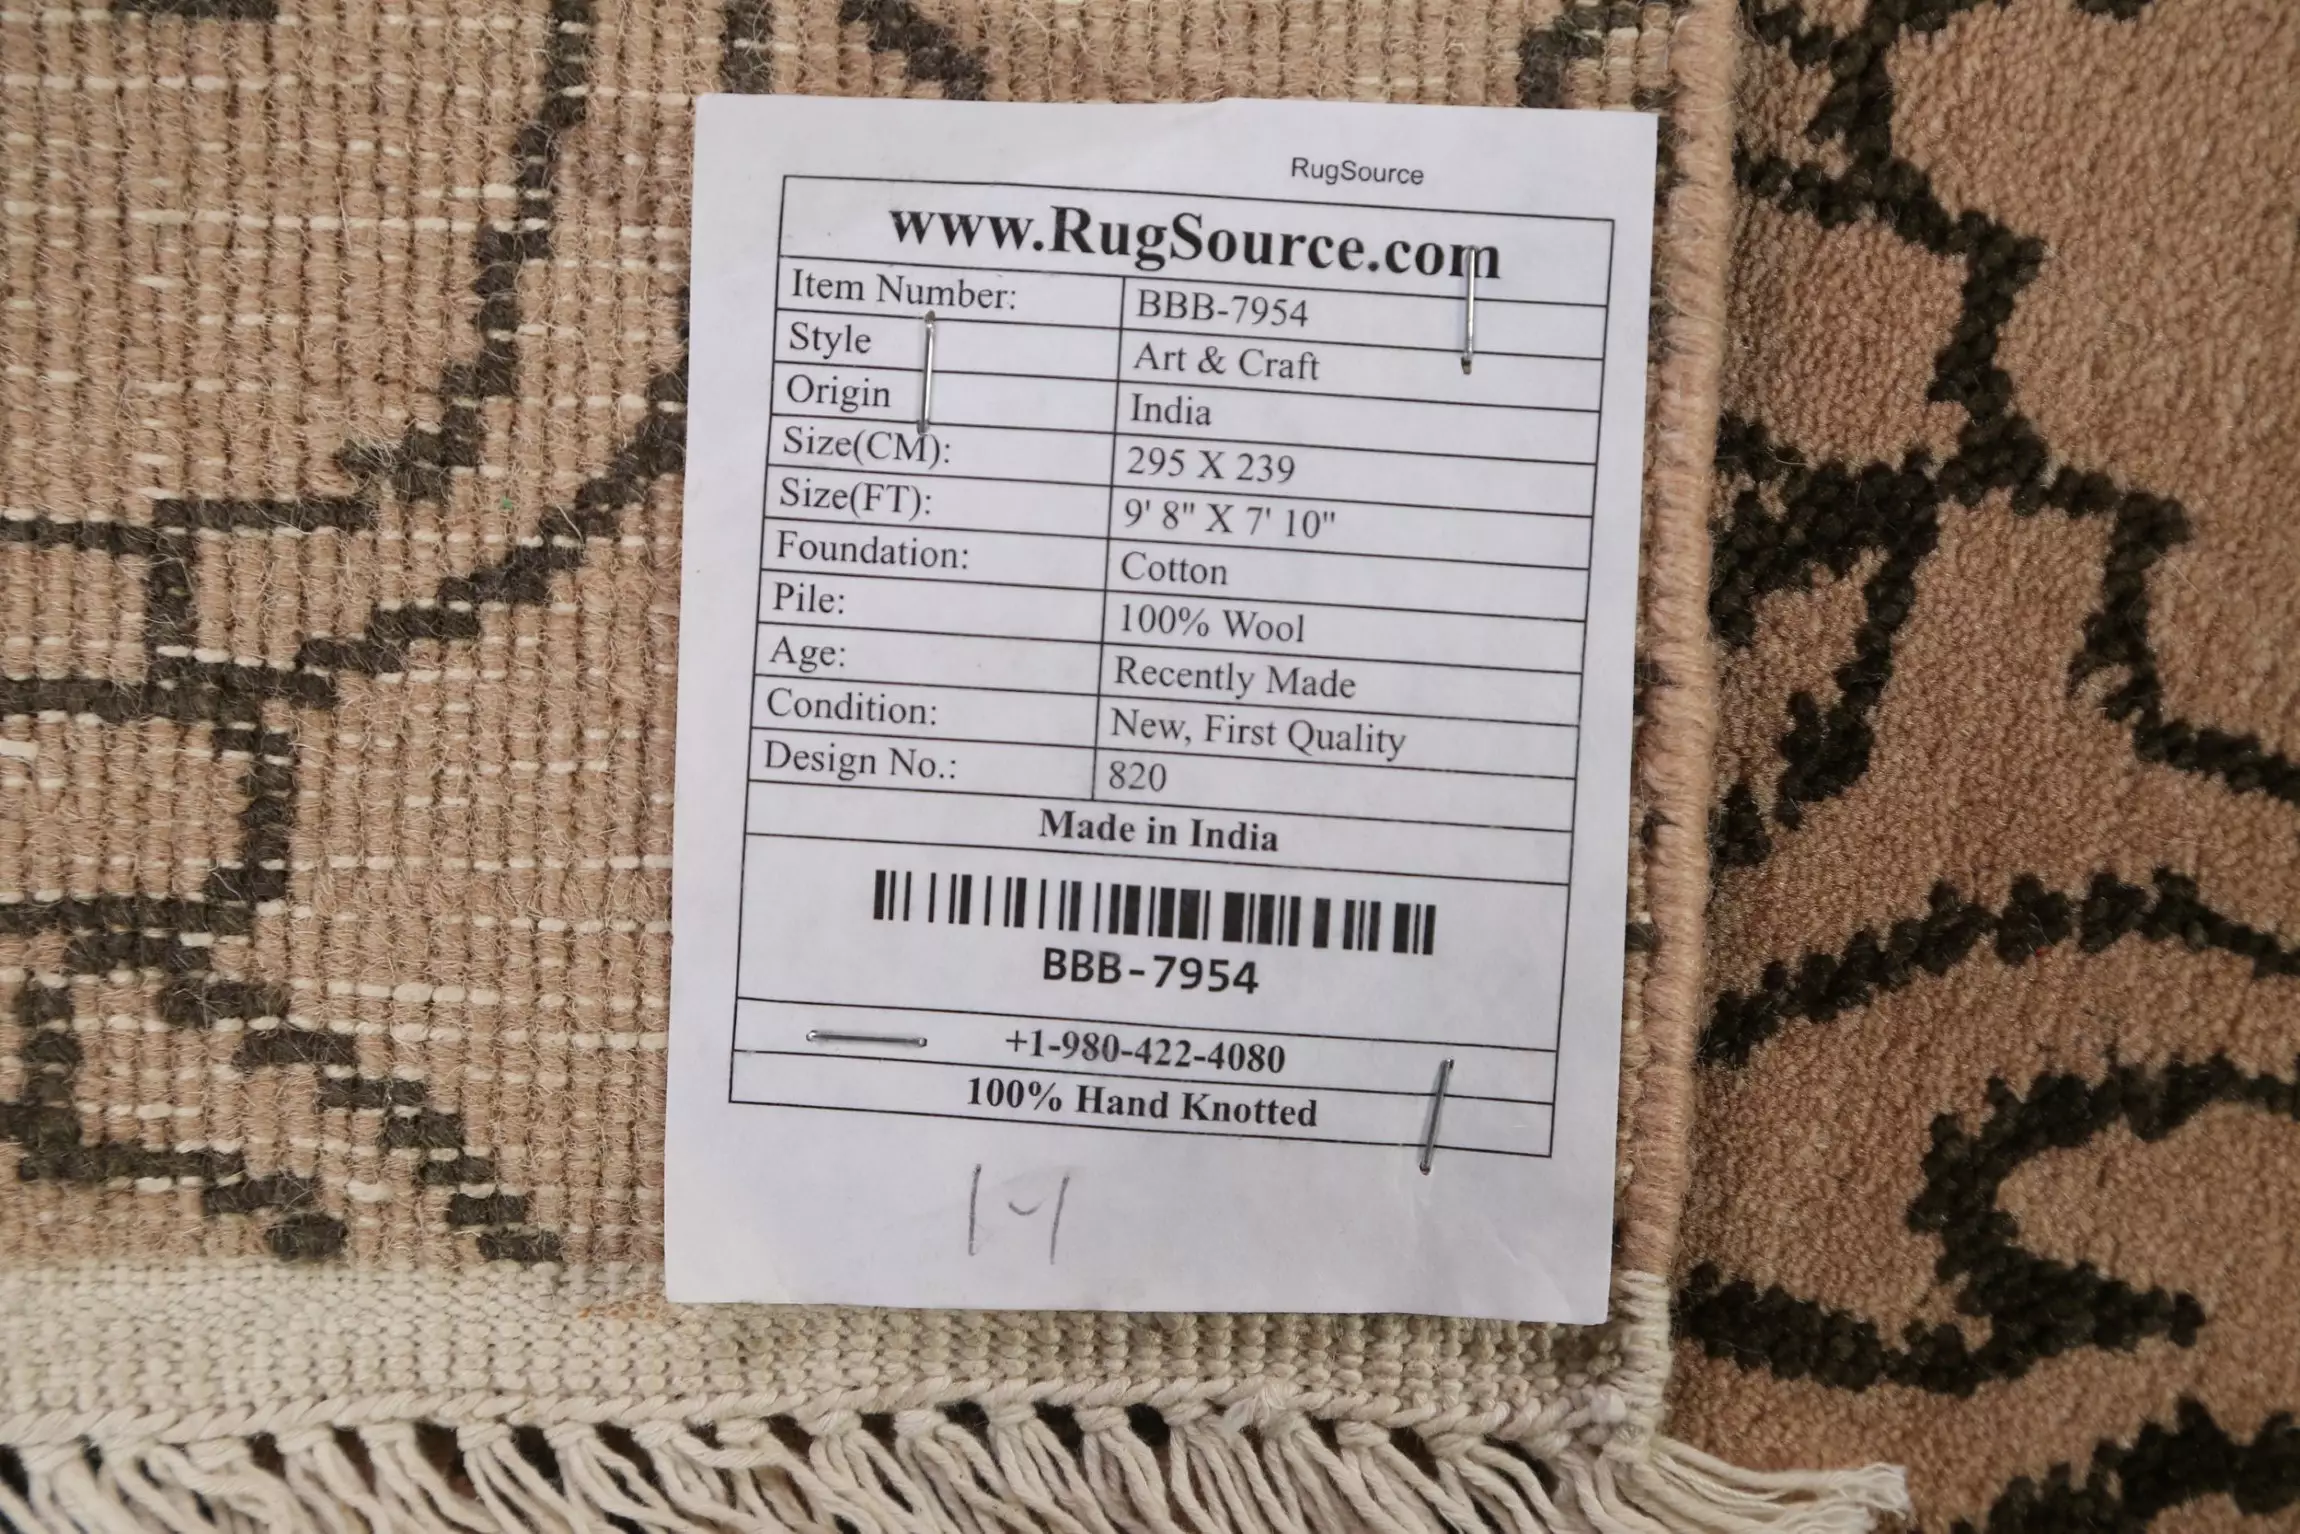 RugSource
www.RugSource.com
Item Number: BBB-7954
Style Art & Craft
Origin India
Size(CM): 295 X 239
Size(FT): 9' 8" X 7' 10"
Foundation: Cotton
Pile: 100% Wool
Age: Recently Made
Condition: New, First Quality
Design No.: 820
Made in India
BBB-7954
+1-980-422-4080
100% Hand Knotted